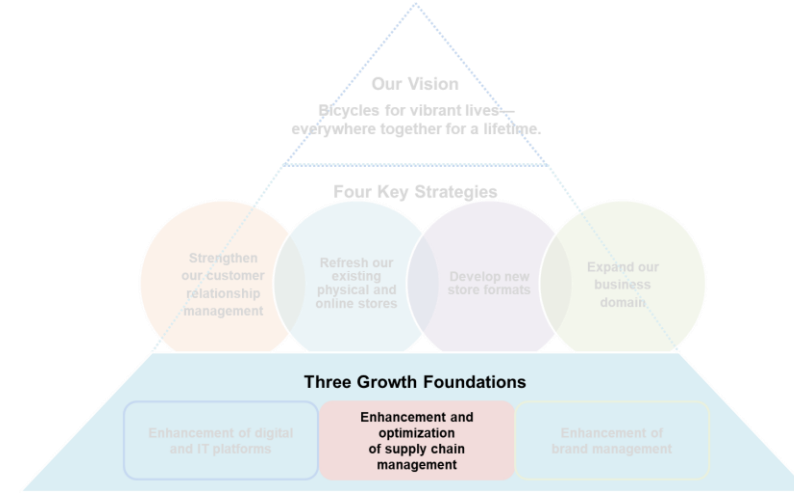 Our Vision
Bicycles for vibrant lives—
everywhere together for a lifetime.
Four Key Strategies
Strengthen
our customer
relationship
management
Refresh our
existing
physical and
online stores
Develop new
store formats
Expand our
business
domain
Three Growth Foundations
Enhancement of digital
and IT platforms
Enhancement and
optimization
of supply chain
management
Enhancement of
brand management